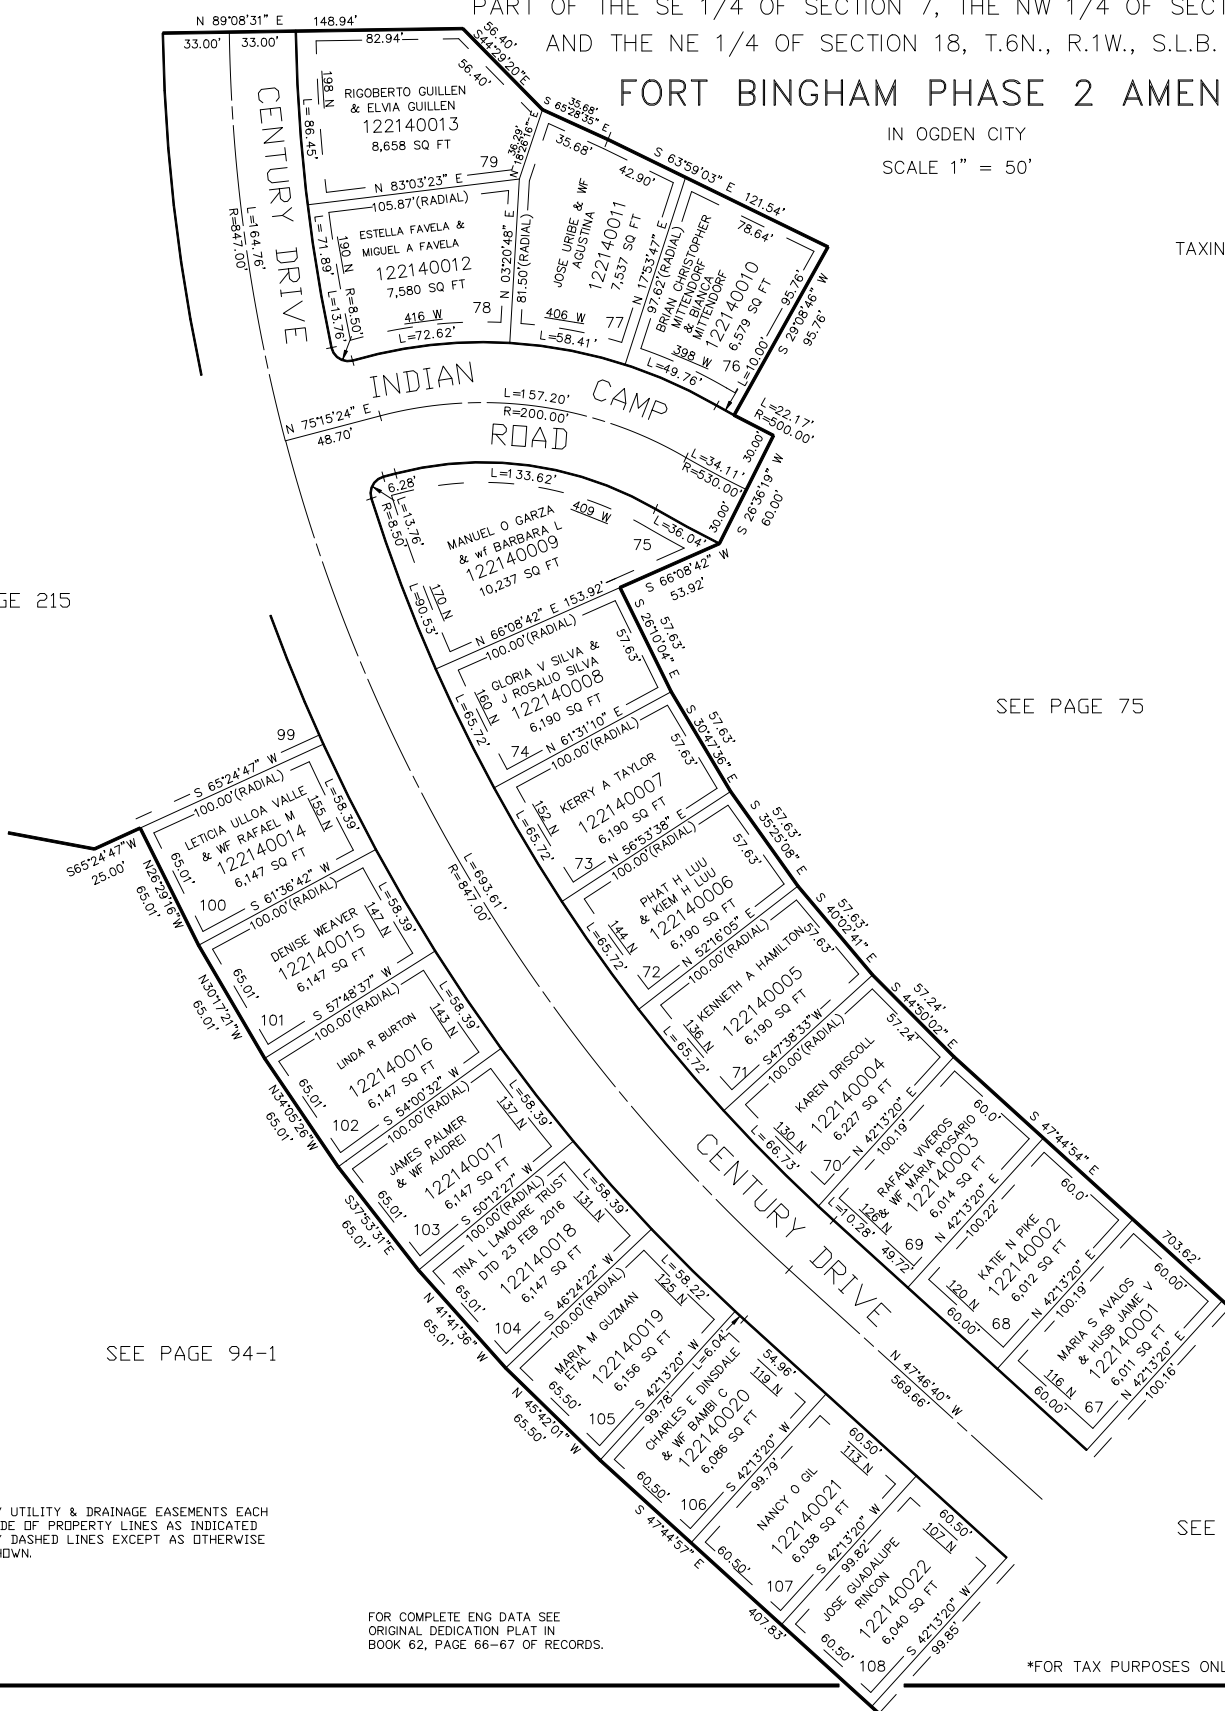 PART OF THE SE 1/4 OF SECTION 7, THE NW 1/4 OF SECT
AND THE NE 1/4 OF SECTION 18, T.6N., R.1W., S.L.B.
FORT BINGHAM PHASE 2 AMEN
IN OGDEN CITY
SCALE 1" = 50'
TAXIN
N 89°08'31" E 148.94'
33.00' 33.00' 82.94'
56.40'
S44°29'20"E
56.40'
198 N
L= 86.45'
RIGOBERTO GUILLEN
& ELVIA GUILLEN
122140013
8,658 SQ FT
79
N 83°03'23" E
105.87'(RADIAL)
36.29'
N 18°26'16" E
35.68'
S 65°28'35" E
35.68'
S 63°59'03" E 121.54'
42.90'
78.64'
CENTURY DRIVE
L=164.76'
R=847.00'
L= 71.89'
190 N
ESTELLA FAVELA &
MIGUEL A FAVELA
122140012
7,580 SQ FT
78
416 W
L=72.62'
R=8.50'
L=13.76'
N 03°20'48" E
81.50'(RADIAL)
JOSE URIBE & WF
AGUSTINA
122140011
7,537 SQ FT
77
406 W
L=58.41'
N 17°53'47" E
97.62'(RADIAL)
BRIAN CHRISTOPHER
MITTENDORF
& BIANCA
MITTENDORF
122140010
6,579 SQ FT
76
398 W
L=49.76'
L=10.00'
95.76'
S 29°08'46" W
95.76'
L=22.17'
R=500.00'
INDIAN CAMP
ROAD
N 75°15'24" E
48.70'
L=157.20'
R=200.00'
L=34.11'
R=530.00'
30.00'
30.00'
S 26°36'19" W
60.00'
6.28'
L=133.62'
L=13.76'
R=8.50'
409 W
L=36.04'
MANUEL O GARZA
& wf BARBARA L
122140009
10,237 SQ FT
75
170 N
L=90.53'
S 66°08'42" W
53.92'
N 66°08'42" E 153.92'
100.00'(RADIAL)
GE 215
S 26°10'04" E
57.63'
57.63'
GLORIA V SILVA &
J ROSALIO SILVA
122140008
6,190 SQ FT
160 N
L=65.72'
74
N 61°31'10" E
100.00'(RADIAL)
SEE PAGE 75
57.63'
S 30°47'36" E
57.63'
KERRY A TAYLOR
122140007
6,190 SQ FT
152 N
L=65.72'
73
N 56°53'38" E
100.00'(RADIAL)
57.63'
S 35°25'08" E
57.63'
PHAT H LUU
& KIEM H LUU
122140006
6,190 SQ FT
144 N
L=65.72'
72
N 52°16'05" E
100.00'(RADIAL)
57.63'
S 40°02'41" E
57.63'
KENNETH A HAMILTON
122140005
6,190 SQ FT
136 N
L=65.72'
71
S47°38'33"W
100.00'(RADIAL)
57.24'
S 44°50'02" E
57.24'
KAREN DRISCOLL
122140004
6,227 SQ FT
130 N
L=66.73'
70
N 42°13'20" E
100.19'
60.0'
RAFAEL VIVEROS
& WF MARIA ROSARIO
122140003
6,014 SQ FT
126 N
L=10.28'
49.72'
69
N 42°13'20" E
100.22'
S 47°44'54" E
703.62'
60.0'
KATIE N PIKE
122140002
6,012 SQ FT
120 N
60.00'
68
N 42°13'20" E
100.19'
60.00'
MARIA S AVALOS
& HUSB JAIME V
122140001
6,011 SQ FT
116 N
60.00'
67
N 42°13'20" E
100.16'
L=693.61'
R=847.00'
CENTURY DRIVE
N 47°46'40" W
569.66'
99
S 65°24'47" W
100.00'(RADIAL)
S65°24'47"W
25.00'
N26°29'16"W
65.01'
65.01'
LETICIA ULLOA VALLE
& WF RAFAEL M
122140014
6,147 SQ FT
155 N
L=58.39'
100
S 61°36'42" W
100.00'(RADIAL)
N30°17'21"W
65.01'
65.01'
DENISE WEAVER
122140015
6,147 SQ FT
147 N
L=58.39'
101
S 57°48'37" W
100.00'(RADIAL)
N34°05'26"W
65.01'
65.01'
LINDA R BURTON
122140016
6,147 SQ FT
143 N
L=58.39'
102
S 54°00'32" W
100.00'(RADIAL)
S37°53'31"E
65.01'
65.01'
JAMES PALMER
& WF AUDREI
122140017
6,147 SQ FT
137 N
L=58.39'
103
S 50°12'27" W
100.00'(RADIAL)
N 41°41'36" W
65.01'
65.01'
TINA L LAMOURE TRUST
DTD 23 FEB 2016
122140018
6,147 SQ FT
131 N
L=58.39'
104
S 46°24'22" W
100.00'(RADIAL)
SEE PAGE 94-1
N 45°42'01" W
65.50'
65.50'
MARIA M GUZMAN
ETAL
122140019
6,156 SQ FT
125 N
L=58.22'
105
S 42°13'20" W
99.78'
L=6.04'
54.96'
CHARLES E DINSDALE
& WF BAMBI C
122140020
6,086 SQ FT
119 N
60.50'
106
S 42°13'20" W
99.79'
S 47°44'57" E
407.83'
60.50'
NANCY O GIL
122140021
6,038 SQ FT
113 N
60.50'
107
S 42°13'20" W
99.82'
60.50'
JOSE GUADALUPE
RINCON
122140022
6,040 SQ FT
107 N
60.50'
108
S 42°13'20" W
99.85'
SEE
Y UTILITY & DRAINAGE EASEMENTS EACH
DE OF PROPERTY LINES AS INDICATED
Y DASHED LINES EXCEPT AS OTHERWISE
HOWN.
FOR COMPLETE ENG DATA SEE
ORIGINAL DEDICATION PLAT IN
BOOK 62, PAGE 66-67 OF RECORDS.
*FOR TAX PURPOSES ONL